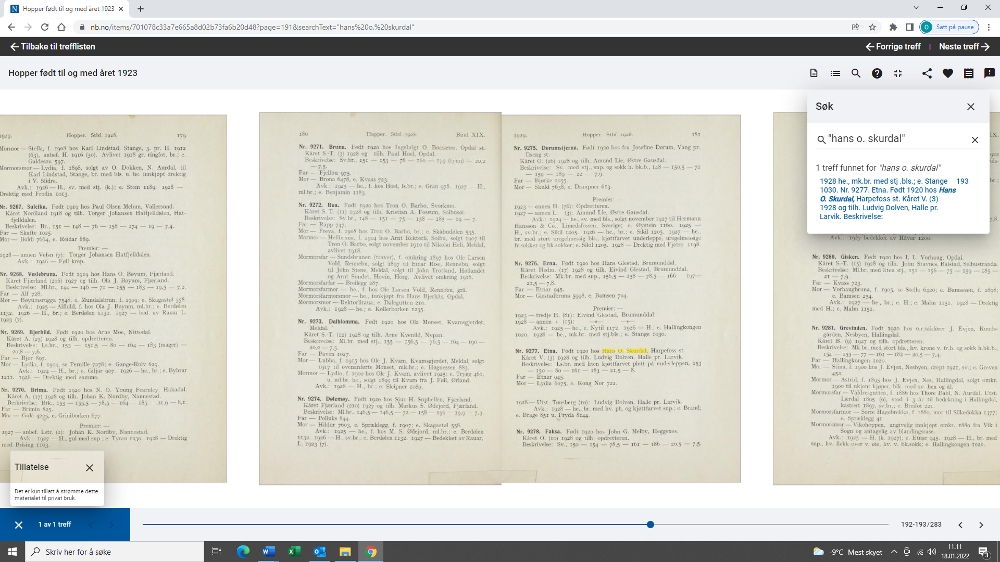 Hopper født til og med året 1923
nb.no/items/701078c33a7e665a8d02b73fa6b20d48?page=191&searchText="hans%20o.%20skurdal"
Satt på pause
Tilbake til trefflisten
Forrige treff | Neste treff
Hopper født til og med året 1923
1929. Hopper. Stbf. 1928. 179
Mormor — Stella, f. 1908 hos Karl Lindstad, Stange, 3. pr. H. 1912
(63), anbef. H. 1916 (30). Avlivet 1918 gr. ringfot, br.; e.
Galdesøn 597.
Mormorsmor — Lydia, f. 1898, solgt av O. Dokken, N. Aurdal, til
Karl Lindstad, Stange, br. med bls. u. he. innkjøpt drektig
i V. Slidre.
Avk.: 1926 — H., sv. med stj. (k.); e. Stein 1189. 1928 —
Drektig med Frodin 1013.
Nr. 9267. Suleika. Født 1919 hos Paul Olsen Melum, Vallersund.
Kåret Nordland 1918 og tilh. Torger Johansen Hatfjelldalen, Hat-
fjelldalen.
Beskrivelse: Br., 151 — 148 — 76 — 158 — 174 — 19 — 7,4.
Far — Skafte 1025.
Mor — Boldi 7664, e. Reidar 889.
Premier: —
1928 — annen Vefsn (7): Torger Johansen Hatfjelldalen.
Avk.: 1926 — Føll krep.
Nr. 9268. Veslebruna. Født 1919 hos Hans O. Bøyum, Fjærland.
Kåret Fjærland (206) 1927 og tilh. Ola J. Bøyum, Fjærland.
Beskrivelse: Ml.br., 144 — 146 — 71 — 155 — 183 — 19,5 — 7,2.
Far — Alf 728.
Mor — Bøyumsrugga 7548, e. Mundalsbrun, f. 1909; e. Skagastøl 558.
Avk.: 1925 — Alfhild, f. hos Ola J. Bøyum, ml.br.; e. Berdølen
1132. 1926 — H., br.; e. Berdølen 1132. 1927 — bed. av Rauar L.
1923 (7).
Nr. 9269. Bjørhild. Født 1920 hos Arne Moe, Nittedal.
Kåret A. (25) 1928 og tilh. opdretteren.
Beskrivelse: Ls.br., 153 — 151,5 — 80 — 164 — 183 (mager) —
20,8 — 7,6.
Far — Bjør 897.
Mor — Lydia, f. 1904, se Pernille 7278; e. Gange-Rolv 629.
Avk.: 1924 — H., br.; e. Giljar 907. 1926 — he., br.; e. Byhrar
1211. 1928 — Drektig med samme.
Nr. 9270. Brima. Født 1920 hos N. O. Young Fearnley, Hakadal.
Kåret A. (17) 1928 og tilh. Johan K. Nordby, Nannestad.
Beskrivelse: Brk., 153 — 155,5 — 78,5 — 164 — 185 — 21,9 — 8,1.
Far — Brimin 825.
Mor — Gula 4225, e. Griniborken 677.
Premier: —
1927 — anbef. Lstr. (1): Johan K. Nordby, Nannestad.
Avk.: 1927 — H., gul med snp.; e. Tyran 1230. 1928 — Drektig
med Brising 1163.
180 Hopper. Stbf. 1928. Bind XIX.
Nr. 9271. Bruna. Født 1920 hos Ingebrigt O. Bøasæter, Opdal st.
Kåret S.-T. (3) 1928 og tilh. Paul Hoel, Opdal.
Beskrivelse: Sv.br., 151 — 153 — 78 — 160 — 179 (tynn) — 20,2
— 7,5.
Far — Fjellbu 975.
Mor — Brona 6478, e. Kvass 723.
Avk.: 1925 — he., f. hos Hoel, ls.br.; e. Gran 978. 1927 — H.,
ml.br.; e. Benjamin 1183.
Nr. 9272. Bua. Født 1920 hos Tron O. Barbo, Svorkmo.
Kåret S.-T. (11) 1928 og tilh. Kristian A. Fossum, Solbusøi.
Beskrivelse: Sv.br., 148 — 151 — 75 — 158 — 185 — 19 — 7.
Far — Rapp 747.
Mor — Freya, f. 1908 hos Tron O. Barbo, br.; e. Skåbudølen 535.
Mormor — Helibruna, f. 1904 hos Arnt Rektorli, Solbu, solgt 1907 til
Tron O. Barbo, solgt november 1910 til Nikolai Heli, Meldal,
avlivet 1918.
Mormorsfar — Sundsbrunen (traver), f. omkring 1897 hos Ole Larsen
Vold, Rennebu, solgt 1897 til Einar Rise, Rennebu, solgt
til John Stene, Meldal, solgt til John Trotland, Høilandet
og Arnt Sundet, Hovin, Horg. Avlivet omkring 1918.
Mormorsfarfar — Breilegg 287.
Mormorsfarmor — he., f. hos Ole Larsen Vold, Rennebu, grå.
Mormorsfarmorsmor — he., innkjøpt fra Hans Bjerkås, Opdal.
Mormorsmor — Rektorliraua; e. Dalegutten 210.
Avk.: 1928 — he.; e. Kollerborken 1235.
Nr. 9273. Dalblomma. Født 1920 hos Ola Monset, Kvamsgjerdet,
Meldal.
Kåret S.-T. (12) 1928 og tilh. Arne Kvenild, Nypan.
Beskrivelse: Ml.br. med stj., 155 — 156,5 — 76,5 — 164 — 190 —
20,2 — 7,5.
Far — Paven 1027.
Mor — Lubba, f. 1915 hos Ole J. Kvam, Kvamsgjerdet, Meldal, solgt
1917 til ovenanførte Monset, mk.br.; e. Høgnessen 883.
Mormor — Lydia, f. 1900 hos Ole J. Kvam, avlivet 1925; e. Trygg 461,
u. ml.br. he., solgt 1899 til Kvam fra J. Føll, Ørland.
Avk.: 1928 — H., br.; e. Sleipner 1089.
Nr. 9274. Dølemøy. Født 1920 hos Sjur H. Suphellen, Fjærland.
Kåret Fjærland (210) 1927 og tilh. Markus S. Ødejord, Fjærland.
Beskrivelse: Ml.br., 146,5 — 146,5 — 72 — 158 — 190 — 19,9 — 7,3.
Far — Polluks 844.
Mor — Hildur 7603, e. Spræklegg, f. 1907; e. Skagastøl 558.
Avk.: 1925 — he., f. hos M. S. Ødejord, ml.br.; e. Berdølen
1132. 1926 — H., sv.br.; e. Berdølen 1132. 1927 — Bedekket av Rauar,
L. 1923 (7).
1929. Hopper. Stbf. 1928. 181
Nr. 9275. Dørumstjerna. Født 1920 hos fru Josefine Dørum, Vang pr.
Ilseng st.
Kåret O. (16) 1928 og tilh. Amund Lie, Østre Gausdal.
Beskrivelse: Sv. med stj., snp. og sokk h. bk.b., 148 — 150,5 — 72
— 159 — 189 — 22 — 7,9.
Far — Bjørke 1055.
Mor — Skuld 7638, e. Draupner 613.
Premier: —
1923 — annen H. (76): Opdretteren.
1927 — annen L. (3): Amund Lie, Østre Gausdal.
Avk.: 1924 — he., sv. med bls., solgt november 1927 til Hermann
Hansson & Co., Limedsfossen, Sverige; e. Øystein 1160. 1925 —
H., sv.br.; e. Sikil 1205. 1926 — he., br.; e. Sikil 1205. 1927 — he.,
br. med stort uregelmessig bls., kjøttfarvet underleppe, uregelmessige
fr.sokker og bk.sokker; e. Sikil 1205. 1928 — Drektig med Fjetre 1198.
Nr. 9276. Erna. Født 1920 hos Hans Glestad, Brumunddal.
Kåret Hedm. (17) 1928 og tilh. Eivind Glestad, Brumunddal.
Beskrivelse: Mk.br. med snp., 156,5 — 158 — 78,5 — 166 — 197 —
21,5 — 7,8.
Far — Etnar 945.
Mor — Glestadbruna 5998, e. Bamsen 704.
Premier: —
1923 — tredje H. (81): Eivind Glestad, Brumunddal.
1928 — annen » (15): —»— —»—
Avk.: 1925 — he., e. Nytil 1172. 1926 — H.; e. Hallingkongen
1020. 1928 — he., mk.br. med stj.bls.; e. Stange 1030.
Nr. 9277. Etna. Født 1920 hos Hans O. Skurdal, Harpefoss st.
Kåret V. (3) 1928 og tilh. Ludvig Dolven, Halle pr. Larvik.
Beskrivelse: Ls.br. med liten kjøttfarvet plett på underleppen, 153
— 150 — 80 — 161 — 183 — 21,5 — 8.
Far — Etnar 945.
Mor — Lydia 6075, e. Kong Nor 722.
1928 — Utst. Tønsberg (10): Ludvig Dolven, Halle pr. Larvik.
Avk.: 1928 — he., br. med hv. ph. og kjøttfarvet snp.; e. Brand;
e. Brage 851 u. Fryda 8144.
Nr. 9278. Faksa. Født 1920 hos John G. Melby, Heggenes.
Kåret O. (10) 1928 og tilh. opdretteren.
Beskrivelse: Sv., 150 — 154 — 78,5 — 161 — 186 — 20,5 — 7,5.
Søk
"hans o. skurdal"
1 treff funnet for "hans o. skurdal"
1928 he., mk.br. med stj .bls.; e. Stange 193
1030. Nr. 9277. Etna. Født 1920 hos Hans
O. Skurdal, Harpefoss st. Kåret V. (3)
1928 og tilh. Ludvig Dolven, Halle pr.
Larvik. Beskrivelse:
Avk.: 1927 bedekket av Håvar 1200.
Nr. 9280. Gisken. Født 1920 hos I. L. Vorhaug, Opdal.
Kåret S.-T. (15) 1928 og tilh. John Stavnes, Balstad, Selbustranda.
Beskrivelse: Ml.br. med liten stj., 151 — 156 — 75 — 159 — 185 —
21 — 7,9.
Far — Kvass 723.
Mor — Vorhaugbruna, f. 1905, se Stella 6420; e. Bamsesøn, f. 1898;
e. Bamsen 254.
Avk.: 1927 — he., br.; e. H.; e. Malm 1151. 1928 — Drektig
med H.; e. Malm 1151.
Nr. 9281. Grevinden. Født 1920 hos o.r.sakfører J. Evjen, Ruuds-
gården, Nesbyen, Hallingdal.
Kåret B. (9) 1927 og tilh. opdretteren.
Beskrivelse: Mk.br. med stort bls., hv. krone v. fr.b. og sokk h.bk.b.,
154 — 155 — 77 — 161 — 182 — 20,5 — 7,4.
Far — Hallingkongen 1020.
Mor — Stina, f. 1900 hos J. Evjen, Nesbyen, drept 1921, sv.; e. Greven
452.
Mormor — Astrid, f. 1895 hos J. Evjen, Nes, Hallingdal, solgt omkr.
1900 til ukjent kjøper, blk. med sv. ben og ål.
Mormorsfar — Valdresgutten, f. 1886 hos Thore Dahl, N. Aurdal. Utst.
Lærdal 1895 (9), stod i 3 år til bedekning i Hallingdal,
kastrert 1897, sv.br.; e. Breifot 221.
Mormorsfarmor — Sorte Hagebrekka, f. 1880, mor til Silkedokka 1377;
e. Spræklegg 41.
Mormorsmor — Vikohoppen, angivelig innkjøpt omkr. 1880 fra Vik i
Sogn og antagelig av blandingsrase.
Avk.: 1925 — H. (k. 1927); e. Etnar 945. 1928 — H., br. med
snp., hv. flekk over v. øie, hv. v. bk.sokk; e. Hallingkongen 1020.
Tillatelse
Det er kun tillatt å strømme dette
materialet til privat bruk.
1 av 1 treff
192-193/283
Skriv her for å søke
-9°C Mest skyet
11.11
18.01.2022
3